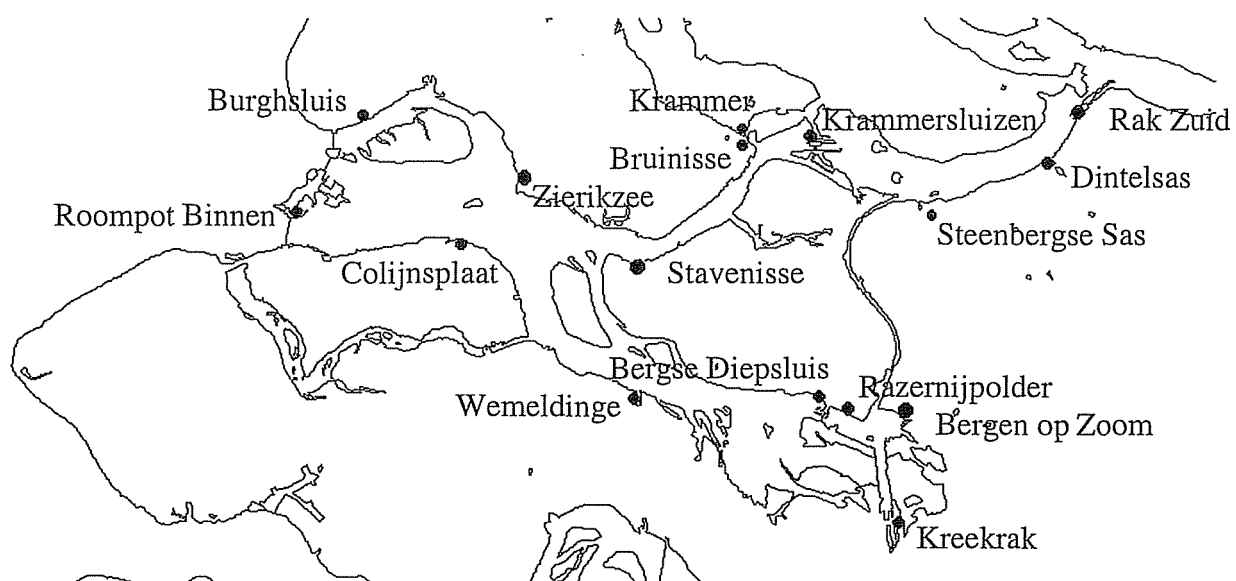 Burghsluis
Krammer
Krammersluizen
Rak Zuid
Bruinisse
Dintelsas
Zierikzee
Roompot Binnen
Steenbergse Sas
Colijnsplaat
Stavenisse
Bergse Diepsluis
Razernijpolder
Wemeldinge
Bergen op Zoom
Kreekrak